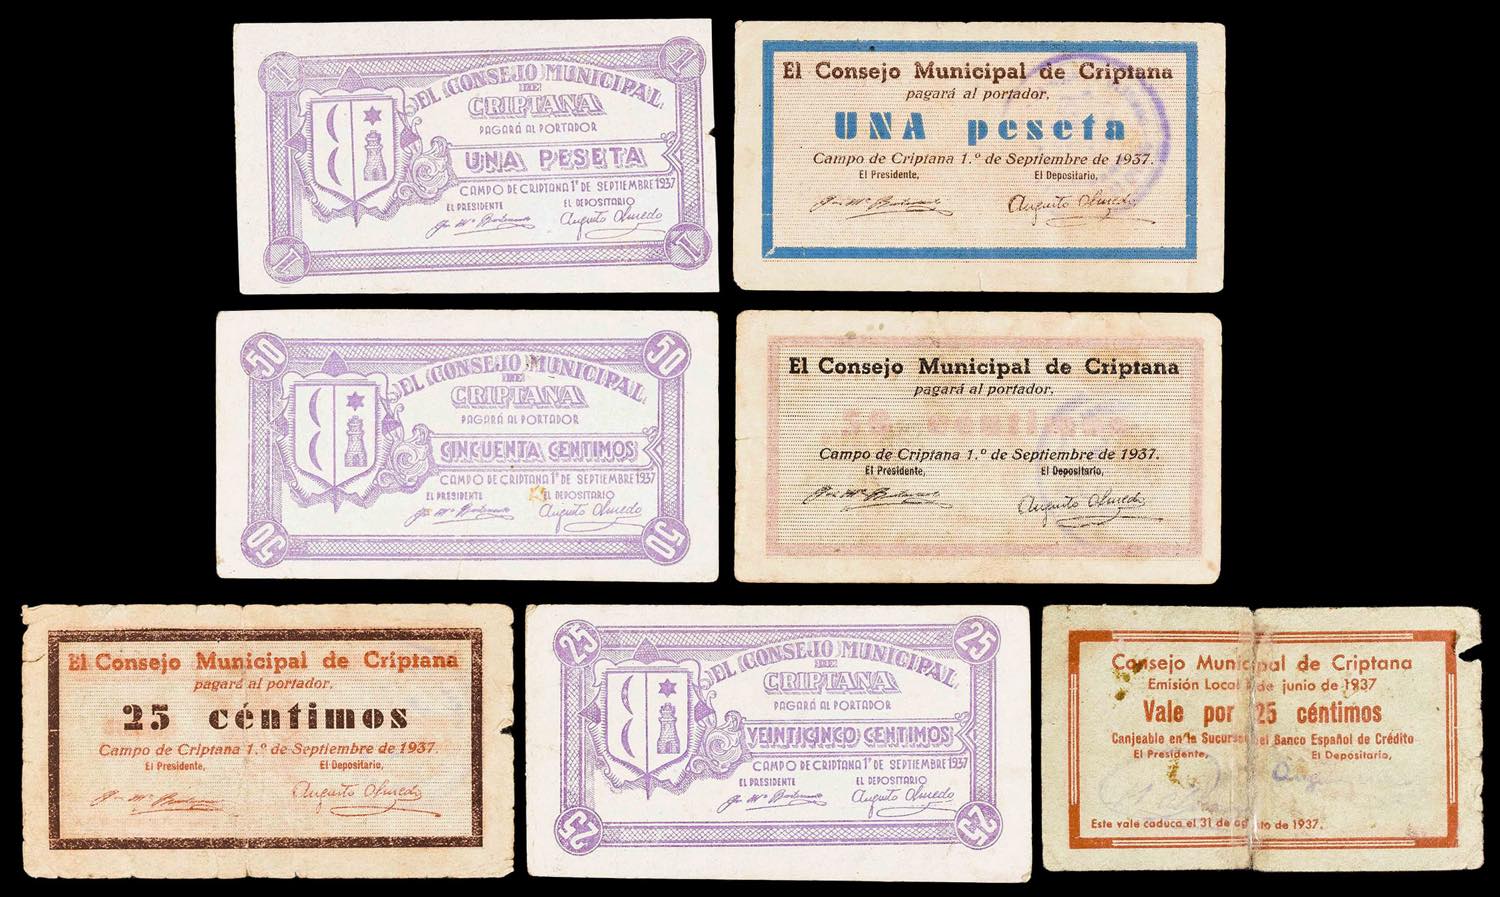 1 1
EL CONSEJO MUNICIPAL
DE
CRIPTANA
PAGARÁ AL PORTADOR
UNA PESETA
CAMPO DE CRIPTANA 1º DE SEPTIEMBRE 1937
EL PRESIDENTE EL DEPOSITARIO
Augusto Olmedo
1 1
El Consejo Municipal de Criptana
pagará al portador,
UNA peseta
Campo de Criptana 1.º de Septiembre de 1937.
El Presidente, El Depositario,
Augusto Olmedo
50 50
EL CONSEJO MUNICIPAL
DE
CRIPTANA
PAGARÁ AL PORTADOR
CINCUENTA CENTIMOS
CAMPO DE CRIPTANA 1º DE SEPTIEMBRE 1937
EL PRESIDENTE EL DEPOSITARIO
Augusto Olmedo
50 50
El Consejo Municipal de Criptana
pagará al portador,
Campo de Criptana 1.º de Septiembre de 1937.
El Presidente, El Depositario,
Augusto Olmedo
El Consejo Municipal de Criptana
pagará al portador,
25 céntimos
Campo de Criptana 1.º de Septiembre de 1937.
El Presidente, El Depositario,
Augusto Olmedo
25 25
EL CONSEJO MUNICIPAL
DE
CRIPTANA
PAGARÁ AL PORTADOR
VEINTICINCO CENTIMOS
CAMPO DE CRIPTANA 1º DE SEPTIEMBRE 1937
EL PRESIDENTE EL DEPOSITARIO
Augusto Olmedo
25 25
Consejo Municipal de Criptana
Emisión Local de junio de 1937
Vale por 25 céntimos
Canjeable en la Sucursal del Banco Español de Crédito
El Presidente, El Depositario,
Este vale caduca el 31 de agosto de 1937.